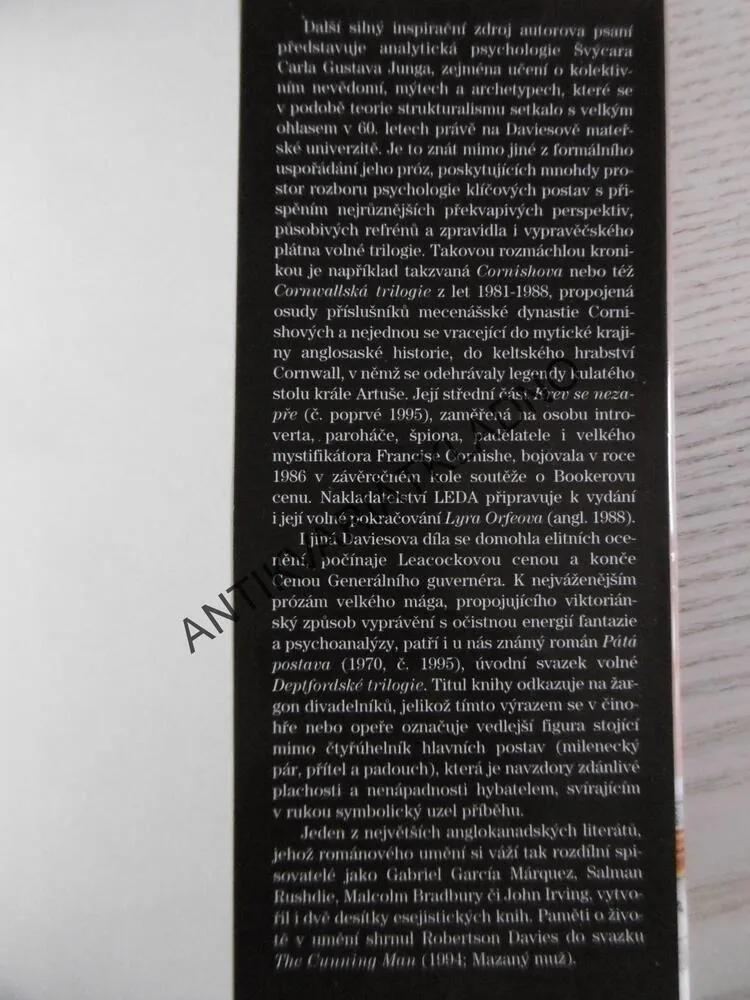 Další silný inspirační zdroj autorova psaní
představuje analytická psychologie Švýcara
Carla Gustava Junga, zejména učení o kolektiv-
ním nevědomí, mýtech a archetypech, které se
v podobě teorie strukturalismu setkalo s velkým
ohlasem v 60. letech právě na Daviesově mateř-
ské univerzitě. Je to znát mimo jiné z formálního
uspořádání jeho próz, poskytujících mnohdy pro-
stor rozboru psychologie klíčových postav s při-
spěním nejrůznějších překvapivých perspektiv,
působivých refrénů a zpravidla i vypravěčského
plátna volné trilogie. Takovou rozmáchlou kroni-
kou je například takzvaná Cornishova nebo též
Cornwallská trilogie z let 1981-1988, propojená
osudy příslušníků mecenášské dynastie Corni-
shových a nejednou se vracející do mytické kraji-
ny anglosaské historie, do keltského hrabství
Cornwall, v němž se odehrávaly legendy kulatého
stolu krále Artuše. Její střední část Krev se neza-
pře (č. poprvé 1995), zaměřená na osobu intro-
verta, paroháče, špiona, padělatele i velkého
mystifikátora Francise Cornishe, bojovala v roce
1986 v závěrečném kole soutěže o Bookerovu
cenu. Nakladatelství LEDA připravuje k vydání
i její volné pokračování Lyra Orfeova (angl. 1988).
I jiná Daviesova díla se domohla elitních oce-
nění, počínaje Leacockovou cenou a konče
Cenou Generálního guvernéra. K nejváženějším
prózám velkého mága, propojujícího viktorián-
ský způsob vyprávění s očistnou energií fantazie
a psychoanalýzy, patří i u nás známý román Pátá
postava (1970, č. 1995), úvodní svazek volné
Deptfordské trilogie. Titul knihy odkazuje na žar-
gon divadelníků, jelikož tímto výrazem se v čino-
hře nebo opeře označuje vedlejší figura stojící
mimo čtyřúhelník hlavních postav (milenecký
pár, přítel a padouch), která je navzdory zdánlivé
plachosti a nenápadnosti hybatelem, svírajícím
v rukou symbolický uzel příběhu.
Jeden z největších anglokanadských literátů,
jehož románového umění si váží tak rozdílní spi-
sovatelé jako Gabriel García Márquez, Salman
Rushdie, Malcolm Bradbury či John Irving, vytvo-
řil i dvě desítky esejistických knih. Paměti o živo-
tě v umění shrnul Robertson Davies do svazku
The Cunning Man (1994; Mazaný muž).
ANTIKVARIATKLADNO